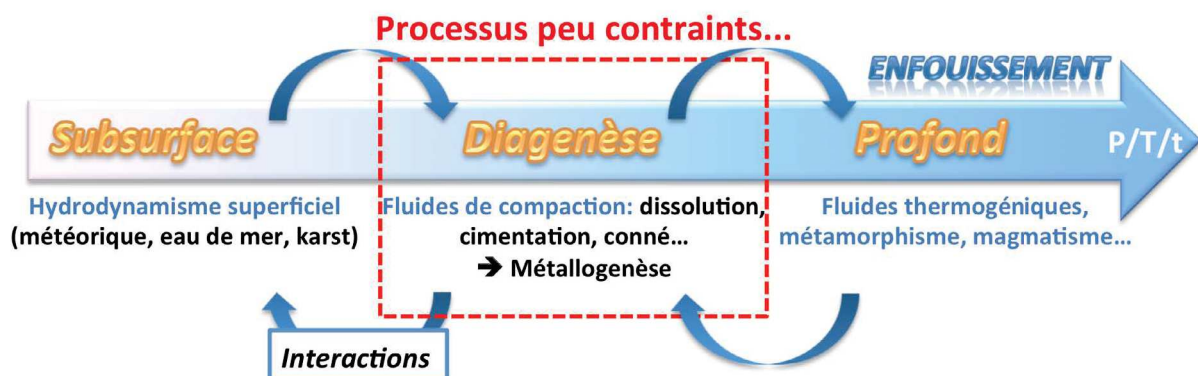 Processus peu contraints...
ENFOUISSEMENT
Subsurface
Diagenèse
Profond
P/T/t
Hydrodynamisme superficiel
(météorique, eau de mer, karst)
Fluides de compaction: dissolution,
cimentation, conné...
➔ Métallogenèse
Fluides thermogéniques,
métamorphisme, magmatisme...
Interactions